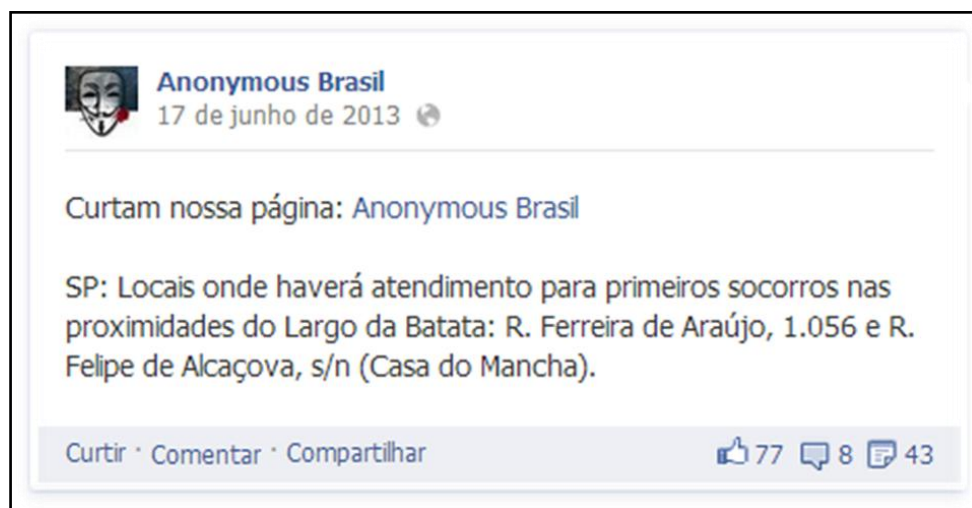 Anonymous Brasil
17 de junho de 2013
Curtam nossa página: Anonymous Brasil
SP: Locais onde haverá atendimento para primeiros socorros nas
proximidades do Largo da Batata: R. Ferreira de Araújo, 1.056 e R.
Felipe de Alcaçova, s/n (Casa do Mancha).
Curtir · Comentar · Compartilhar 77 8 43